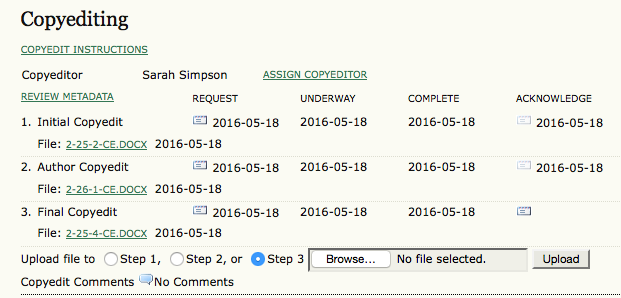 Copyediting
COPYEDIT INSTRUCTIONS
Copyeditor Sarah Simpson ASSIGN COPYEDITOR
REVIEW METADATA REQUEST UNDERWAY COMPLETE ACKNOWLEDGE
1. Initial Copyedit 2016-05-18 2016-05-18 2016-05-18 2016-05-18
File: 2-25-2-CE.DOCX 2016-05-18
2. Author Copyedit 2016-05-18 2016-05-18 2016-05-18 2016-05-18
File: 2-26-1-CE.DOCX 2016-05-18
3. Final Copyedit 2016-05-18 2016-05-18 2016-05-18
File: 2-25-4-CE.DOCX 2016-05-18
Upload file to Step 1, Step 2, or Step 3 Browse... No file selected. Upload
Copyedit Comments No Comments